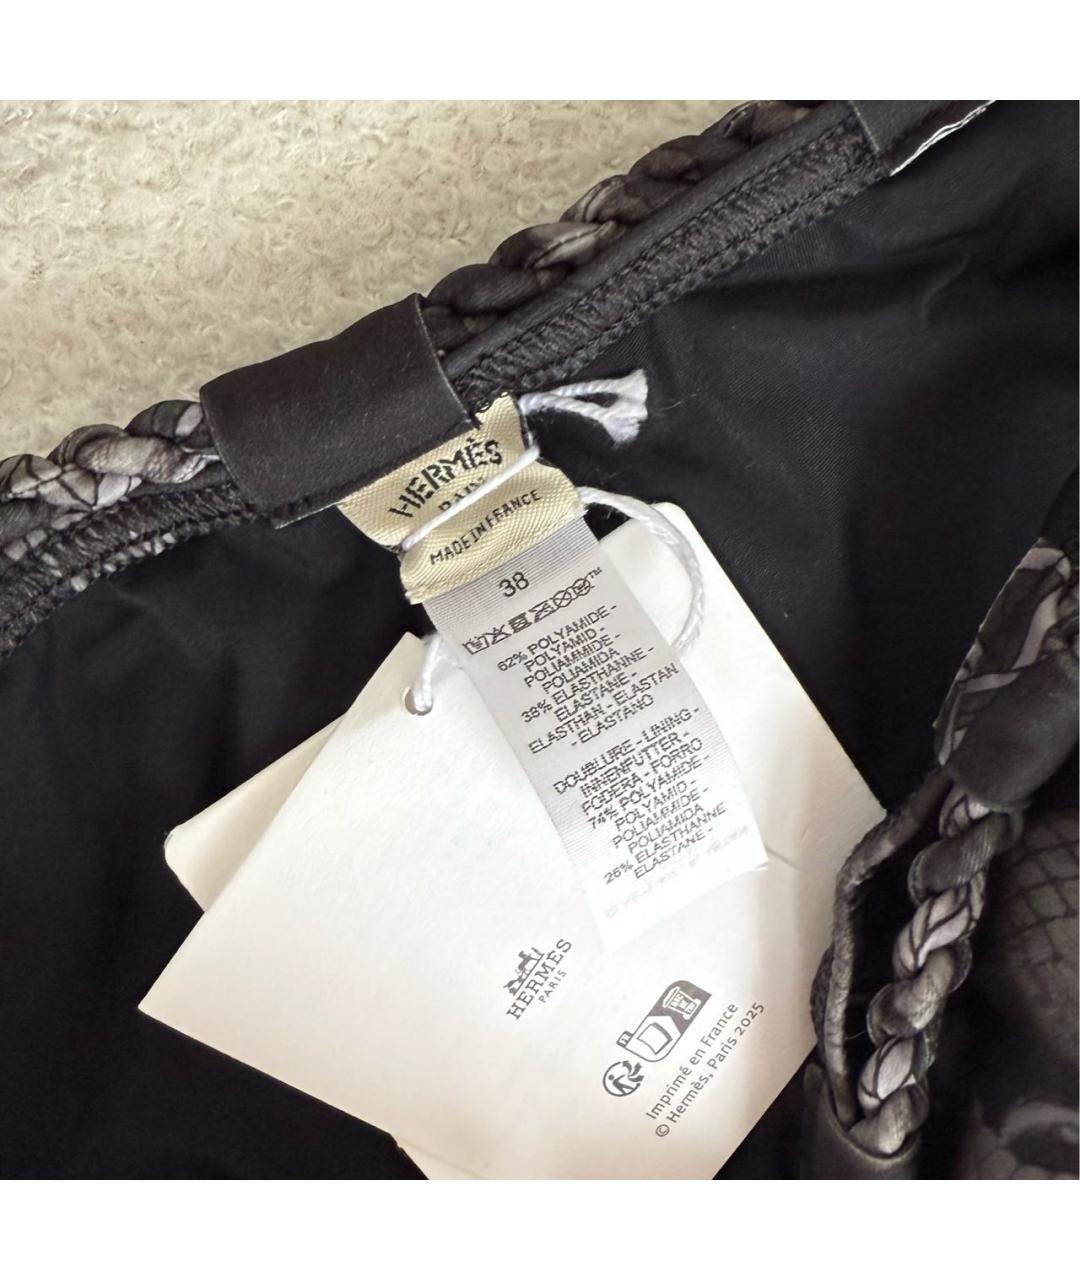 HERMÈS
MADE IN FRANCE
38
62% POLYAMIDE -
POLYAMID -
POLIAMMIDE -
POLIAMIDA
38% ELASTHANNE -
ELASTANE -
ELASTHAN - ELASTAN
- ELASTANO
DOUBLURE - LINING -
INNENFUTTER -
FODERA - FORRO
74% POLYAMIDE -
POLYAMID -
POLIAMMIDE -
POLIAMIDA
26% ELASTHANNE
ELASTANE -
HERMÈS
PARIS
FR
Imprimé en France
© Hermès, Paris 2025